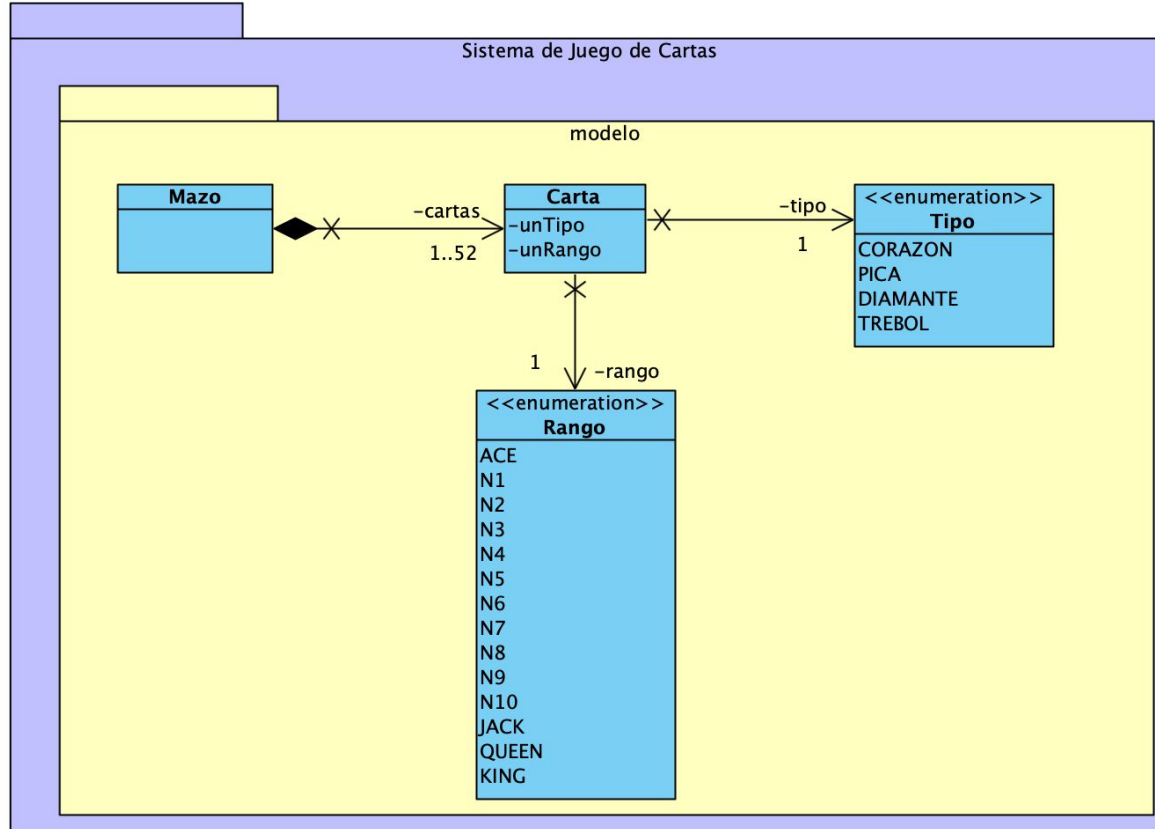 Sistema de Juego de Cartas
modelo
Mazo
-cartas
1..52
Carta
-unTipo
-unRango
-tipo
1
<<enumeration>>
Tipo
CORAZON
PICA
DIAMANTE
TREBOL
1
-rango
<<enumeration>>
Rango
ACE
N1
N2
N3
N4
N5
N6
N7
N8
N9
N10
JACK
QUEEN
KING